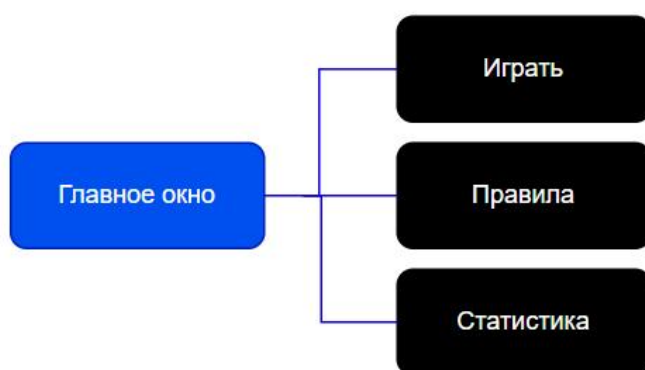 Играть
Главное окно
Правила
Статистика